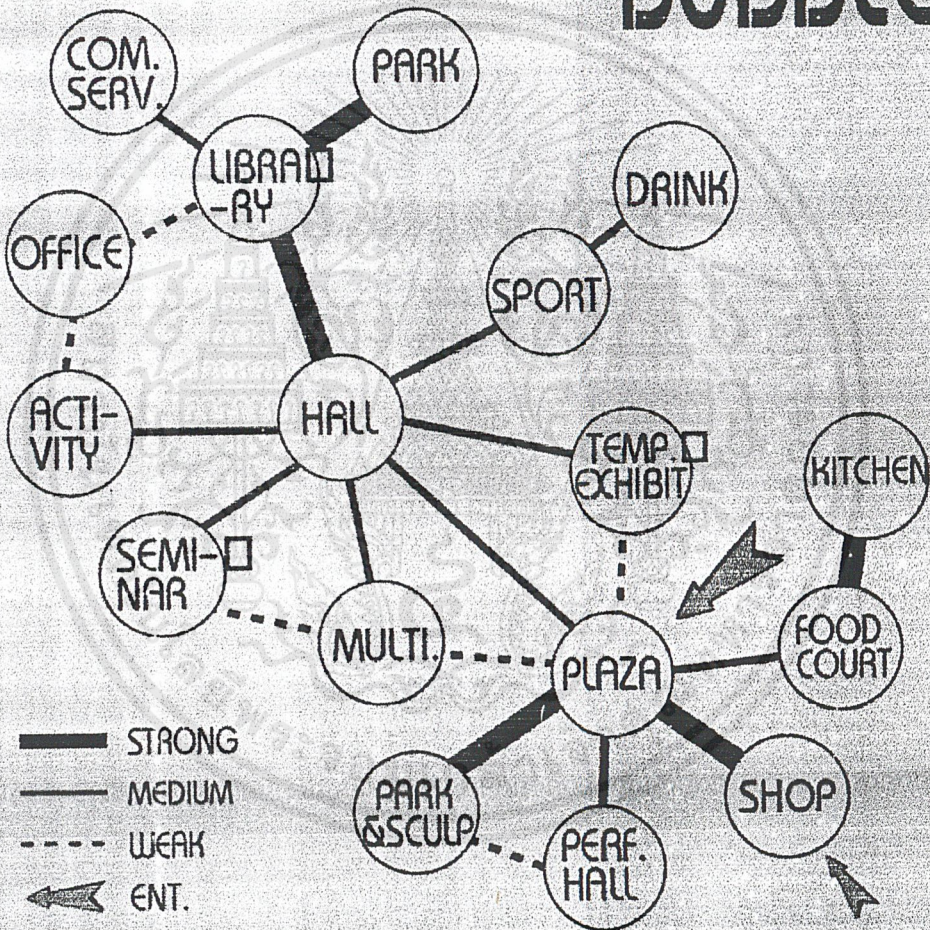 COM.
SERV.
PARK
LIBRA
-RY
DRINK
OFFICE
SPORT
ACTI-
VITY
HALL
TEMP.
EXHIBIT
KITCHEN
SEMI-
NAR
MULTI.
PLAZA
FOOD
COURT
STRONG
MEDIUM
WEAK
ENT.
PARK
&SCULP.
PERF.
HALL
SHOP